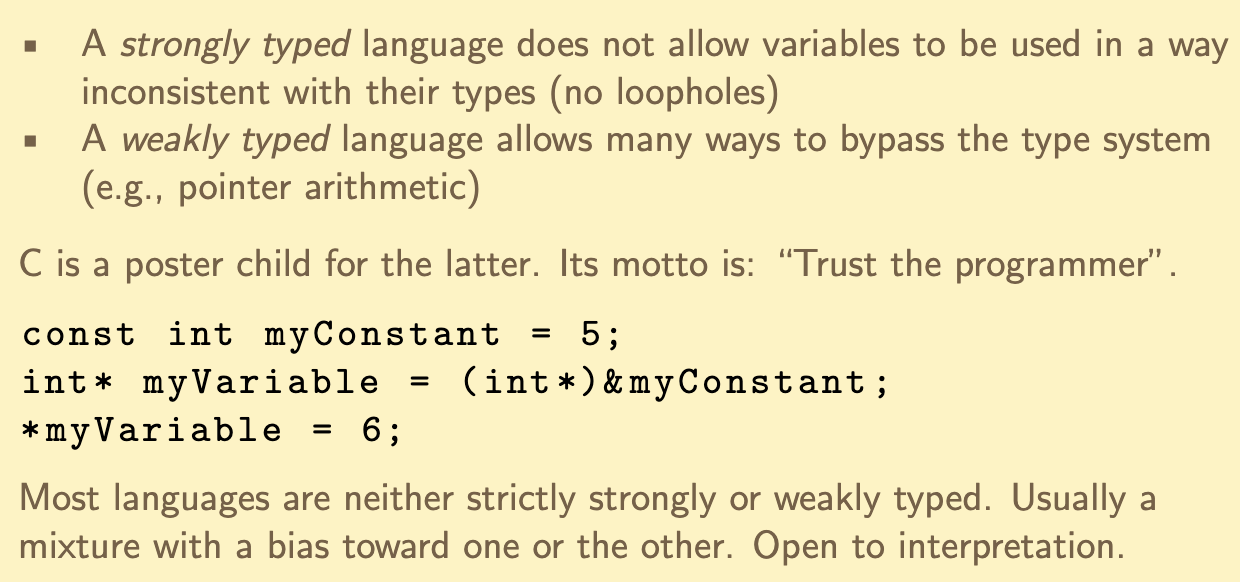 ▪ A strongly typed language does not allow variables to be used in a way
inconsistent with their types (no loopholes)
▪ A weakly typed language allows many ways to bypass the type system
(e.g., pointer arithmetic)
C is a poster child for the latter. Its motto is: “Trust the programmer”.
const int myConstant = 5;
int* myVariable = (int*)&myConstant;
*myVariable = 6;
Most languages are neither strictly strongly or weakly typed. Usually a
mixture with a bias toward one or the other. Open to interpretation.